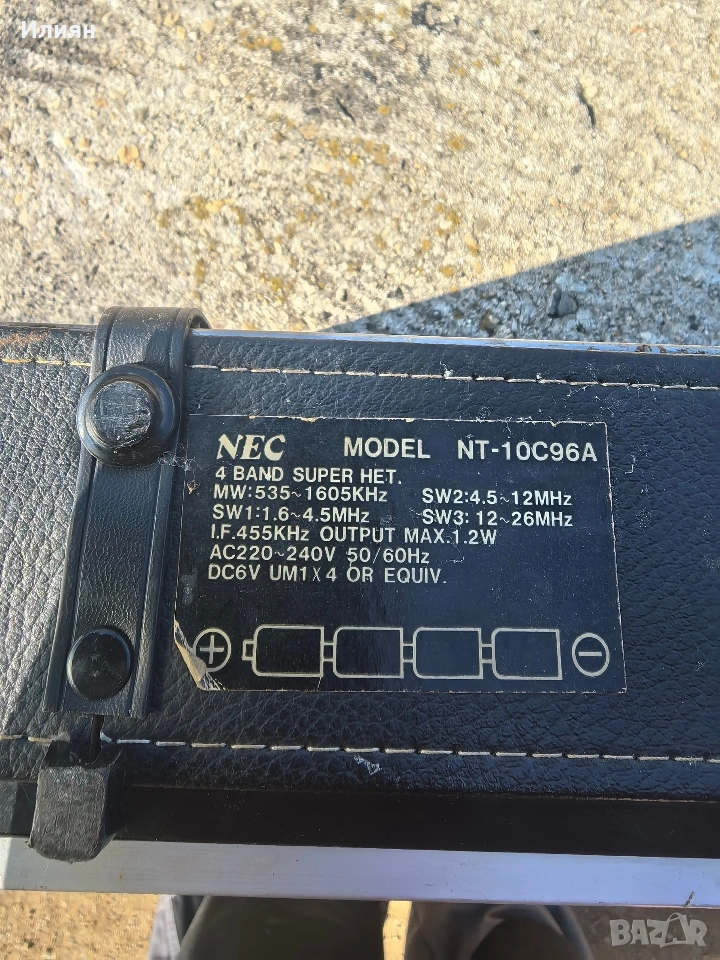 Илиян
NEC MODEL NT-10C96A
4 BAND SUPER HET.
MW:535~1605KHz SW2:4.5~12MHz
SW1:1.6~4.5MHz SW3:12~26MHz
I.F.455KHz OUTPUT MAX.1.2W
AC220~240V 50/60Hz
DC6V UM1X4 OR EQUIV.
+ −
BAZAR